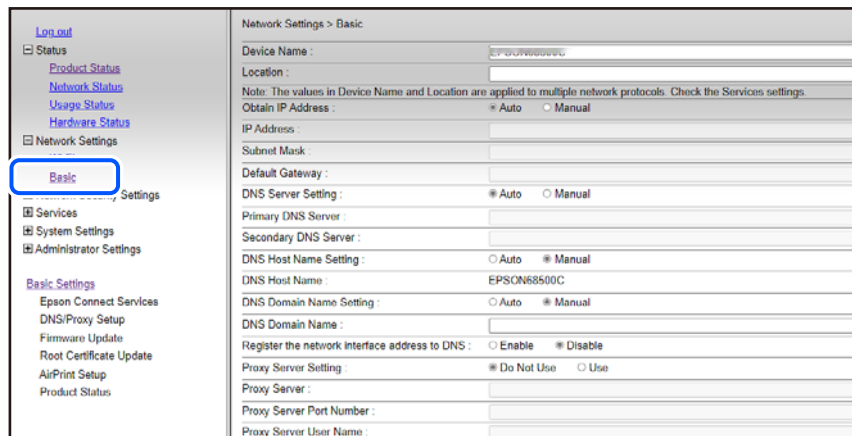 Log out
Status
Product Status
Network Status
Usage Status
Hardware Status
Network Settings
Basic
Settings
Services
System Settings
Administrator Settings
Basic Settings
Epson Connect Services
DNS/Proxy Setup
Firmware Update
Root Certificate Update
AirPrint Setup
Product Status
Network Settings > Basic
Device Name :
Location :
Note: The values in Device Name and Location are applied to multiple network protocols. Check the Services settings.
Obtain IP Address : Auto Manual
IP Address :
Subnet Mask :
Default Gateway :
DNS Server Setting : Auto Manual
Primary DNS Server :
Secondary DNS Server :
DNS Host Name Setting : Auto Manual
DNS Host Name : EPSON68500C
DNS Domain Name Setting : Auto Manual
DNS Domain Name :
Register the network interface address to DNS : Enable Disable
Proxy Server Setting : Do Not Use Use
Proxy Server :
Proxy Server Port Number :
Proxy Server User Name :